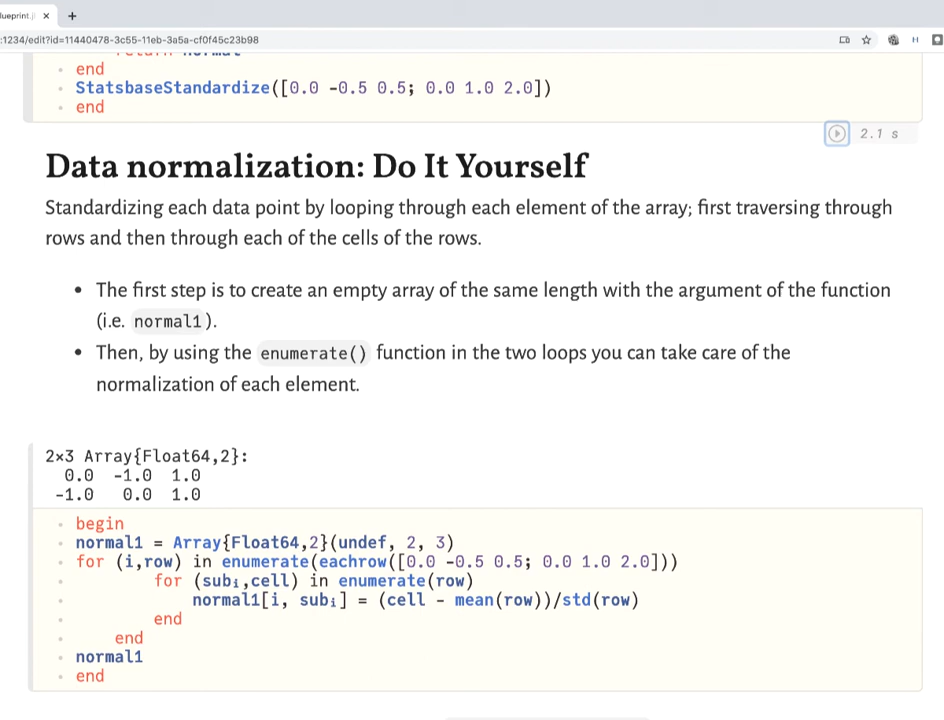 lueprint.jl × +
:1234/edit?id=11440478-3c55-11eb-3a5a-cf0f45c23b98
return normal
end
StatsbaseStandardize([0.0 -0.5 0.5; 0.0 1.0 2.0])
end
2.1 s
Data normalization: Do It Yourself
Standardizing each data point by looping through each element of the array; first traversing through
rows and then through each of the cells of the rows.
• The first step is to create an empty array of the same length with the argument of the function
(i.e. normal1).
• Then, by using the enumerate() function in the two loops you can take care of the
normalization of each element.
2×3 Array{Float64,2}:
0.0 -1.0 1.0
-1.0 0.0 1.0
begin
normal1 = Array{Float64,2}(undef, 2, 3)
for (i,row) in enumerate(eachrow([0.0 -0.5 0.5; 0.0 1.0 2.0]))
for (subᵢ,cell) in enumerate(row)
normal1[i, subᵢ] = (cell - mean(row))/std(row)
end
end
normal1
end